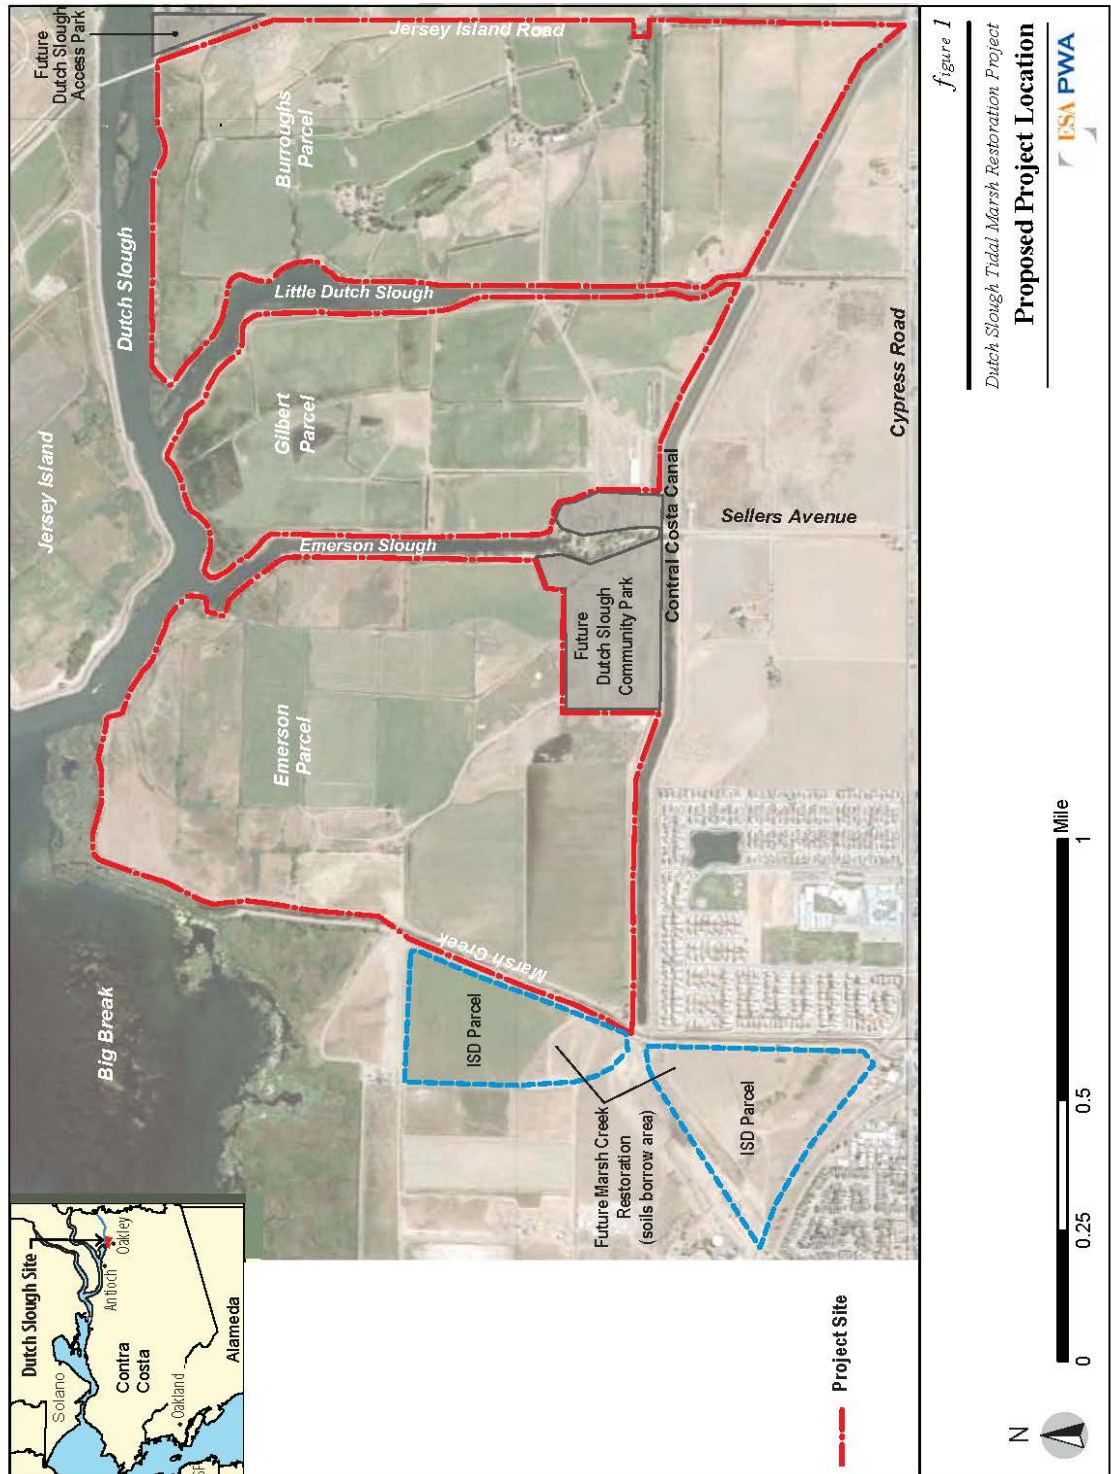 Dutch Slough Site
Solano
Antioch
Oakley
Contra
Costa
Oakland
Alameda
SF
Big Break
Jersey Island
Dutch Slough
Future
Dutch Slough
Access Park
Jersey Island Road
Burroughs
Parcel
Little Dutch Slough
Gilbert
Parcel
Emerson Slough
Emerson
Parcel
Marsh Creek
ISD Parcel
Future Marsh Creek
Restoration
(soils borrow area)
ISD Parcel
Future
Dutch Slough
Community Park
Contral Costa Canal
Sellers Avenue
Cypress Road
Project Site
N
0
0.25
0.5
1
Mile
figure 1
Dutch Slough Tidal Marsh Restoration Project
Proposed Project Location
ESA PWA